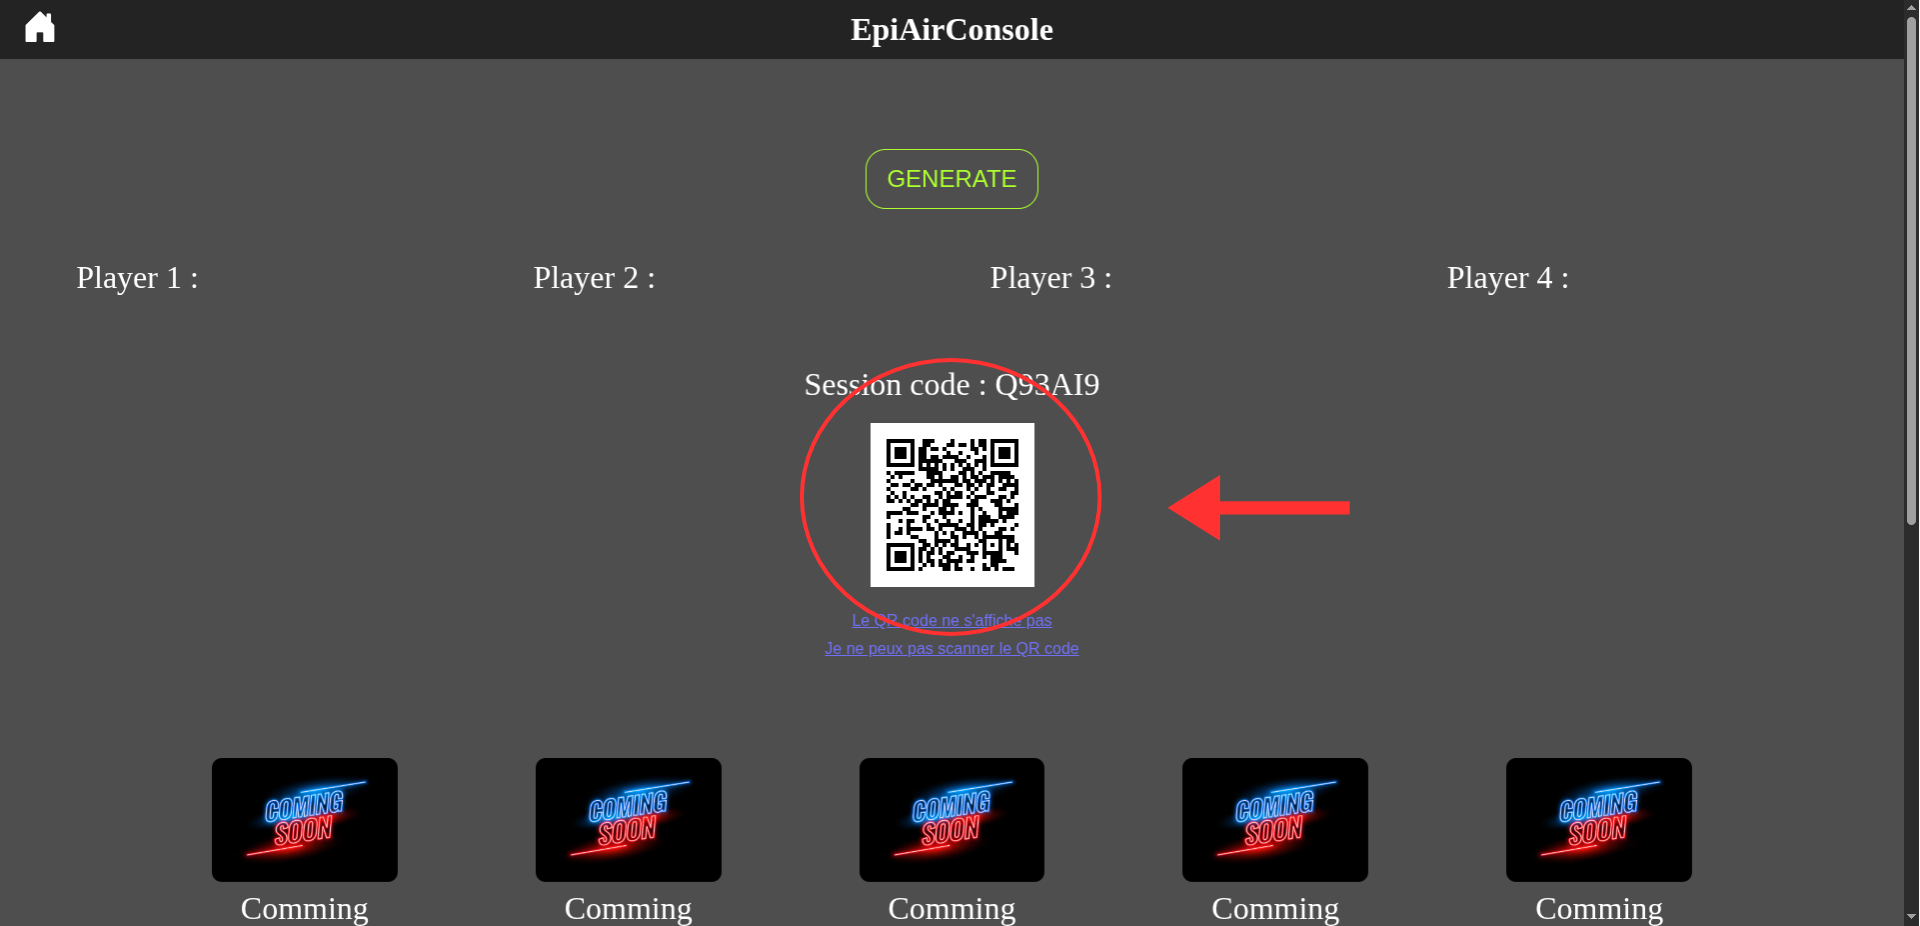 EpiAirConsole
GENERATE
Player 1 :
Player 2 :
Player 3 :
Player 4 :
Session code : Q93AI9
Le QR code ne s'affiche pas
Je ne peux pas scanner le QR code
COMING
SOON
COMING
SOON
COMING
SOON
COMING
SOON
COMING
SOON
Comming
Comming
Comming
Comming
Comming